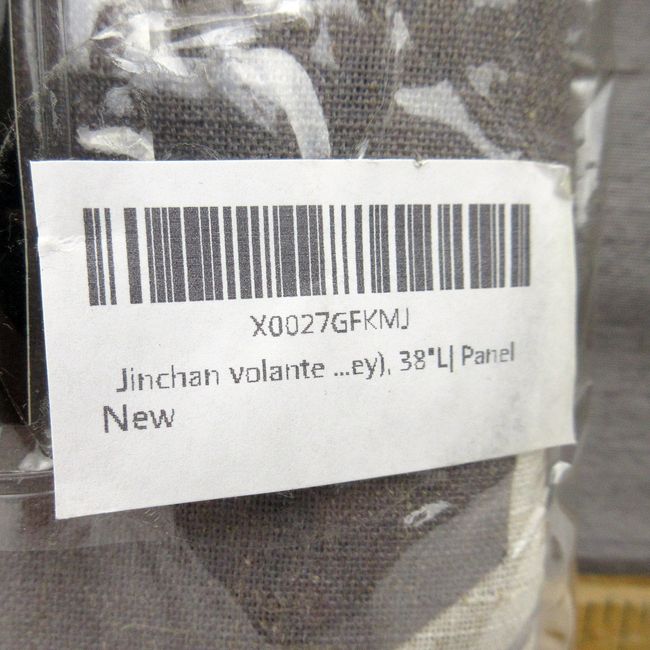 X0027GFKMJ
Jinchan volante ...ey), 38"L| Panel
New